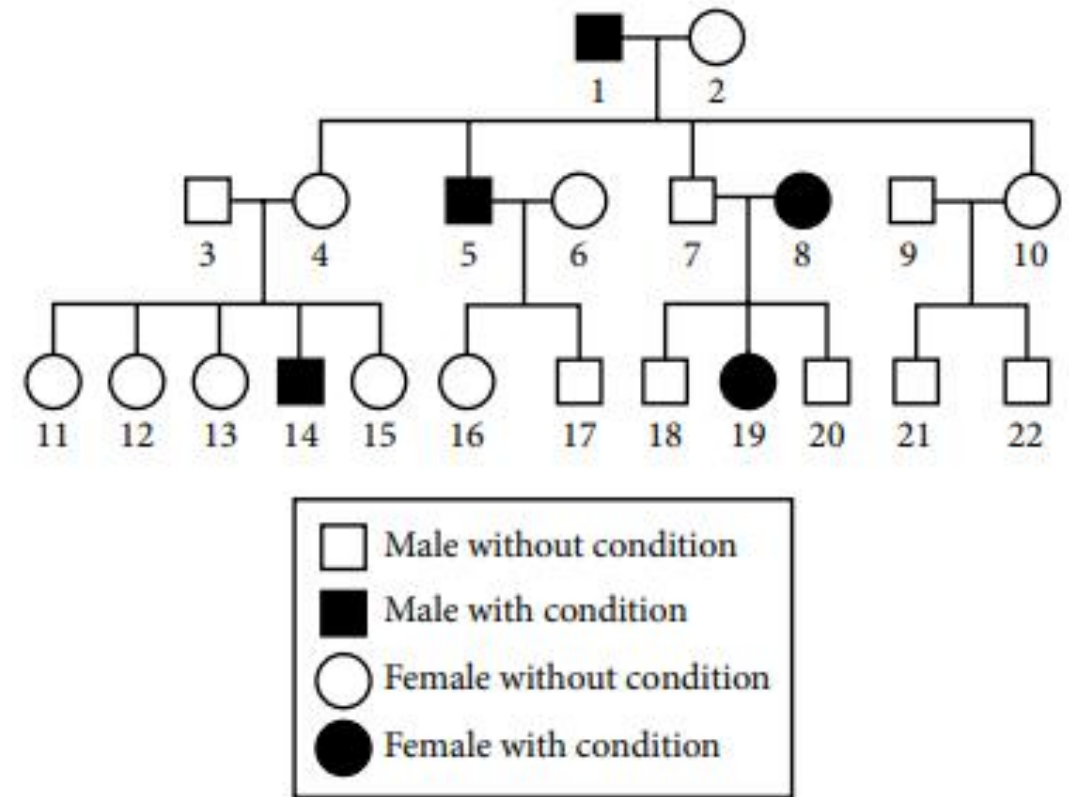 1 2
3 4 5 6 7 8 9 10
11 12 13 14 15 16 17 18 19 20 21 22
Male without condition
Male with condition
Female without condition
Female with condition